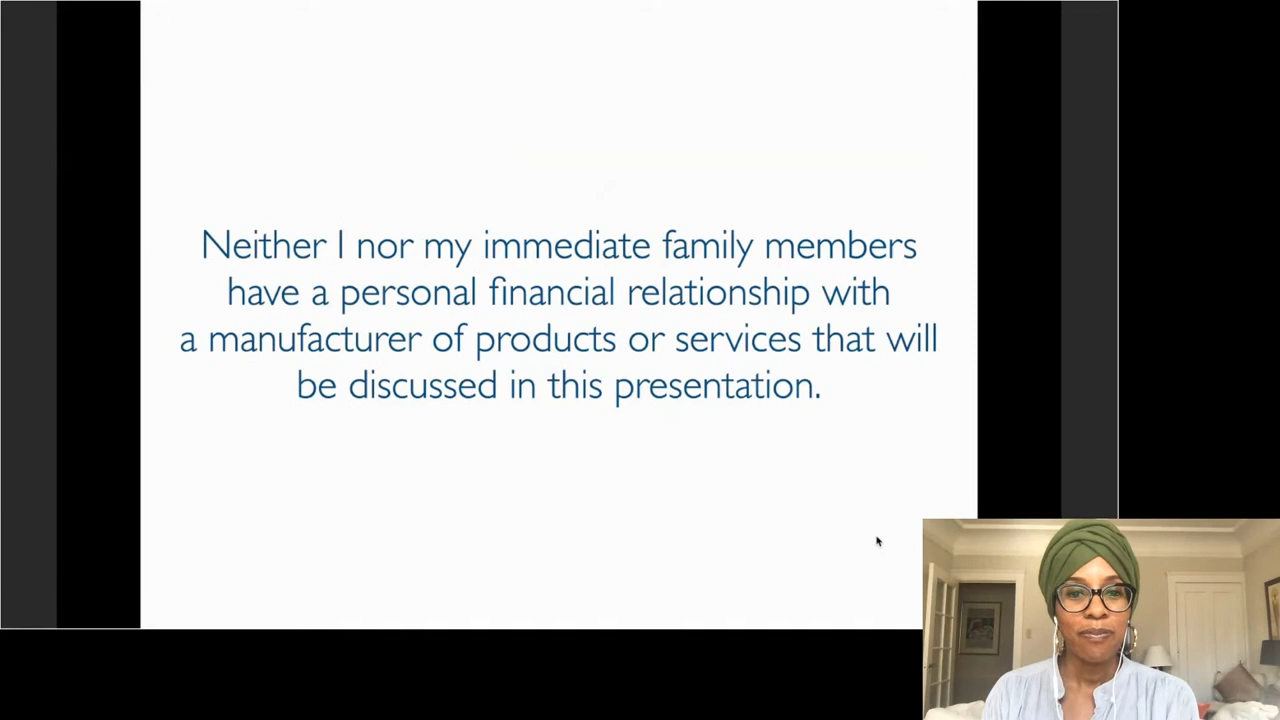 Neither I nor my immediate family members
have a personal financial relationship with
a manufacturer of products or services that will
be discussed in this presentation.